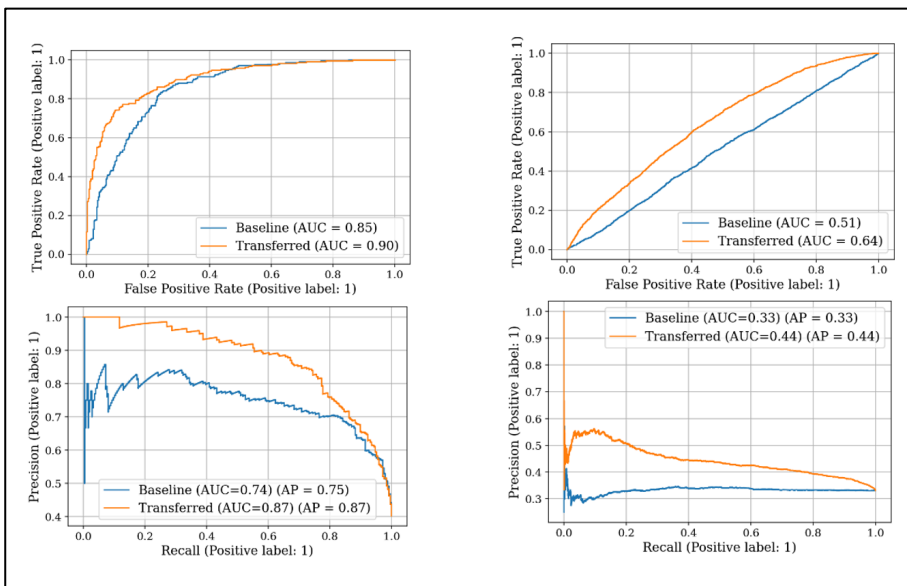 True Positive Rate (Positive label: 1)
1.0
0.8
0.6
0.4
0.2
0.0
Baseline (AUC = 0.85)
Transferred (AUC = 0.90)
0.0 0.2 0.4 0.6 0.8 1.0
False Positive Rate (Positive label: 1)
True Positive Rate (Positive label: 1)
1.0
0.8
0.6
0.4
0.2
0.0
Baseline (AUC = 0.51)
Transferred (AUC = 0.64)
0.0 0.2 0.4 0.6 0.8 1.0
False Positive Rate (Positive label: 1)
Precision (Positive label: 1)
1.0
0.9
0.8
0.7
0.6
0.5
0.4
Baseline (AUC=0.74) (AP = 0.75)
Transferred (AUC=0.87) (AP = 0.87)
0.0 0.2 0.4 0.6 0.8 1.0
Recall (Positive label: 1)
Precision (Positive label: 1)
1.0
0.9
0.8
0.7
0.6
0.5
0.4
0.3
Baseline (AUC=0.33) (AP = 0.33)
Transferred (AUC=0.44) (AP = 0.44)
0.0 0.2 0.4 0.6 0.8 1.0
Recall (Positive label: 1)